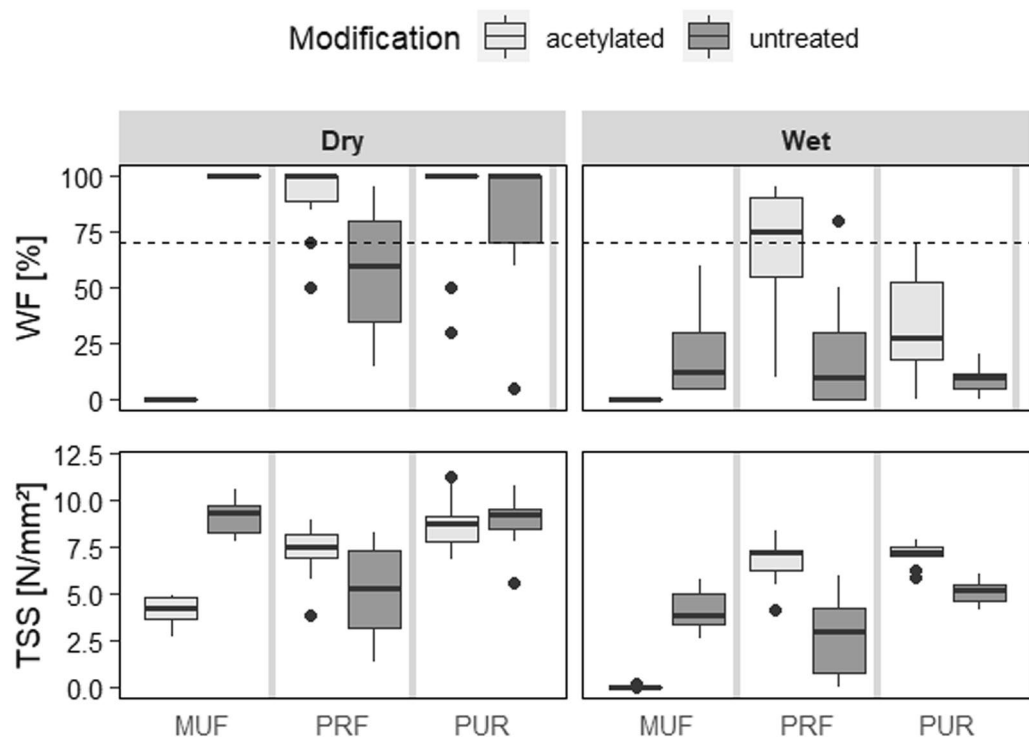 Modification acetylated untreated
Dry Wet
WF [%]
100
75
50
25
0
TSS [N/mm²]
12.5
10.0
7.5
5.0
2.5
0.0
MUF PRF PUR MUF PRF PUR